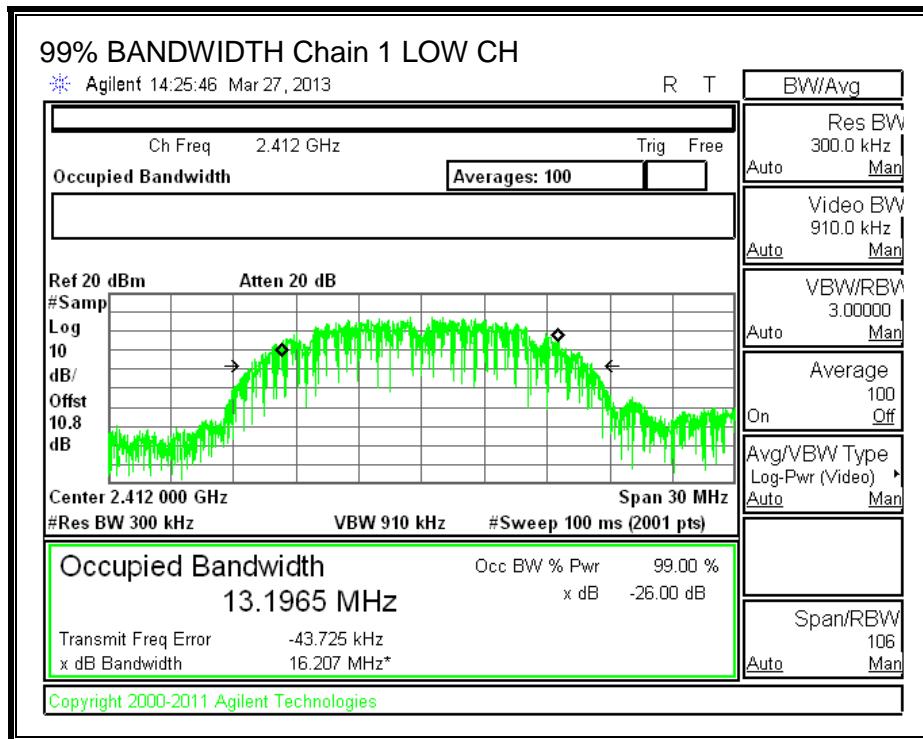 99% BANDWIDTH Chain 1 LOW CH
Agilent 14:25:46 Mar 27, 2013 R T
BW/Avg
Ch Freq 2.412 GHz Trig Free
Occupied Bandwidth Averages: 100
Res BW
300.0 kHz
Auto Man
Video BW
910.0 kHz
Auto Man
VBW/RBW
3.00000
Auto Man
Average
100
On Off
Avg/VBW Type
Log-Pwr (Video)
Auto Man
Span/RBW
106
Auto Man
Ref 20 dBm Atten 20 dB
#Samp
Log
10
dB/
Offst
10.8
dB
Center 2.412 000 GHz Span 30 MHz
#Res BW 300 kHz VBW 910 kHz #Sweep 100 ms (2001 pts)
Occupied Bandwidth Occ BW % Pwr 99.00 %
13.1965 MHz x dB -26.00 dB
Transmit Freq Error -43.725 kHz
x dB Bandwidth 16.207 MHz*
Copyright 2000-2011 Agilent Technologies